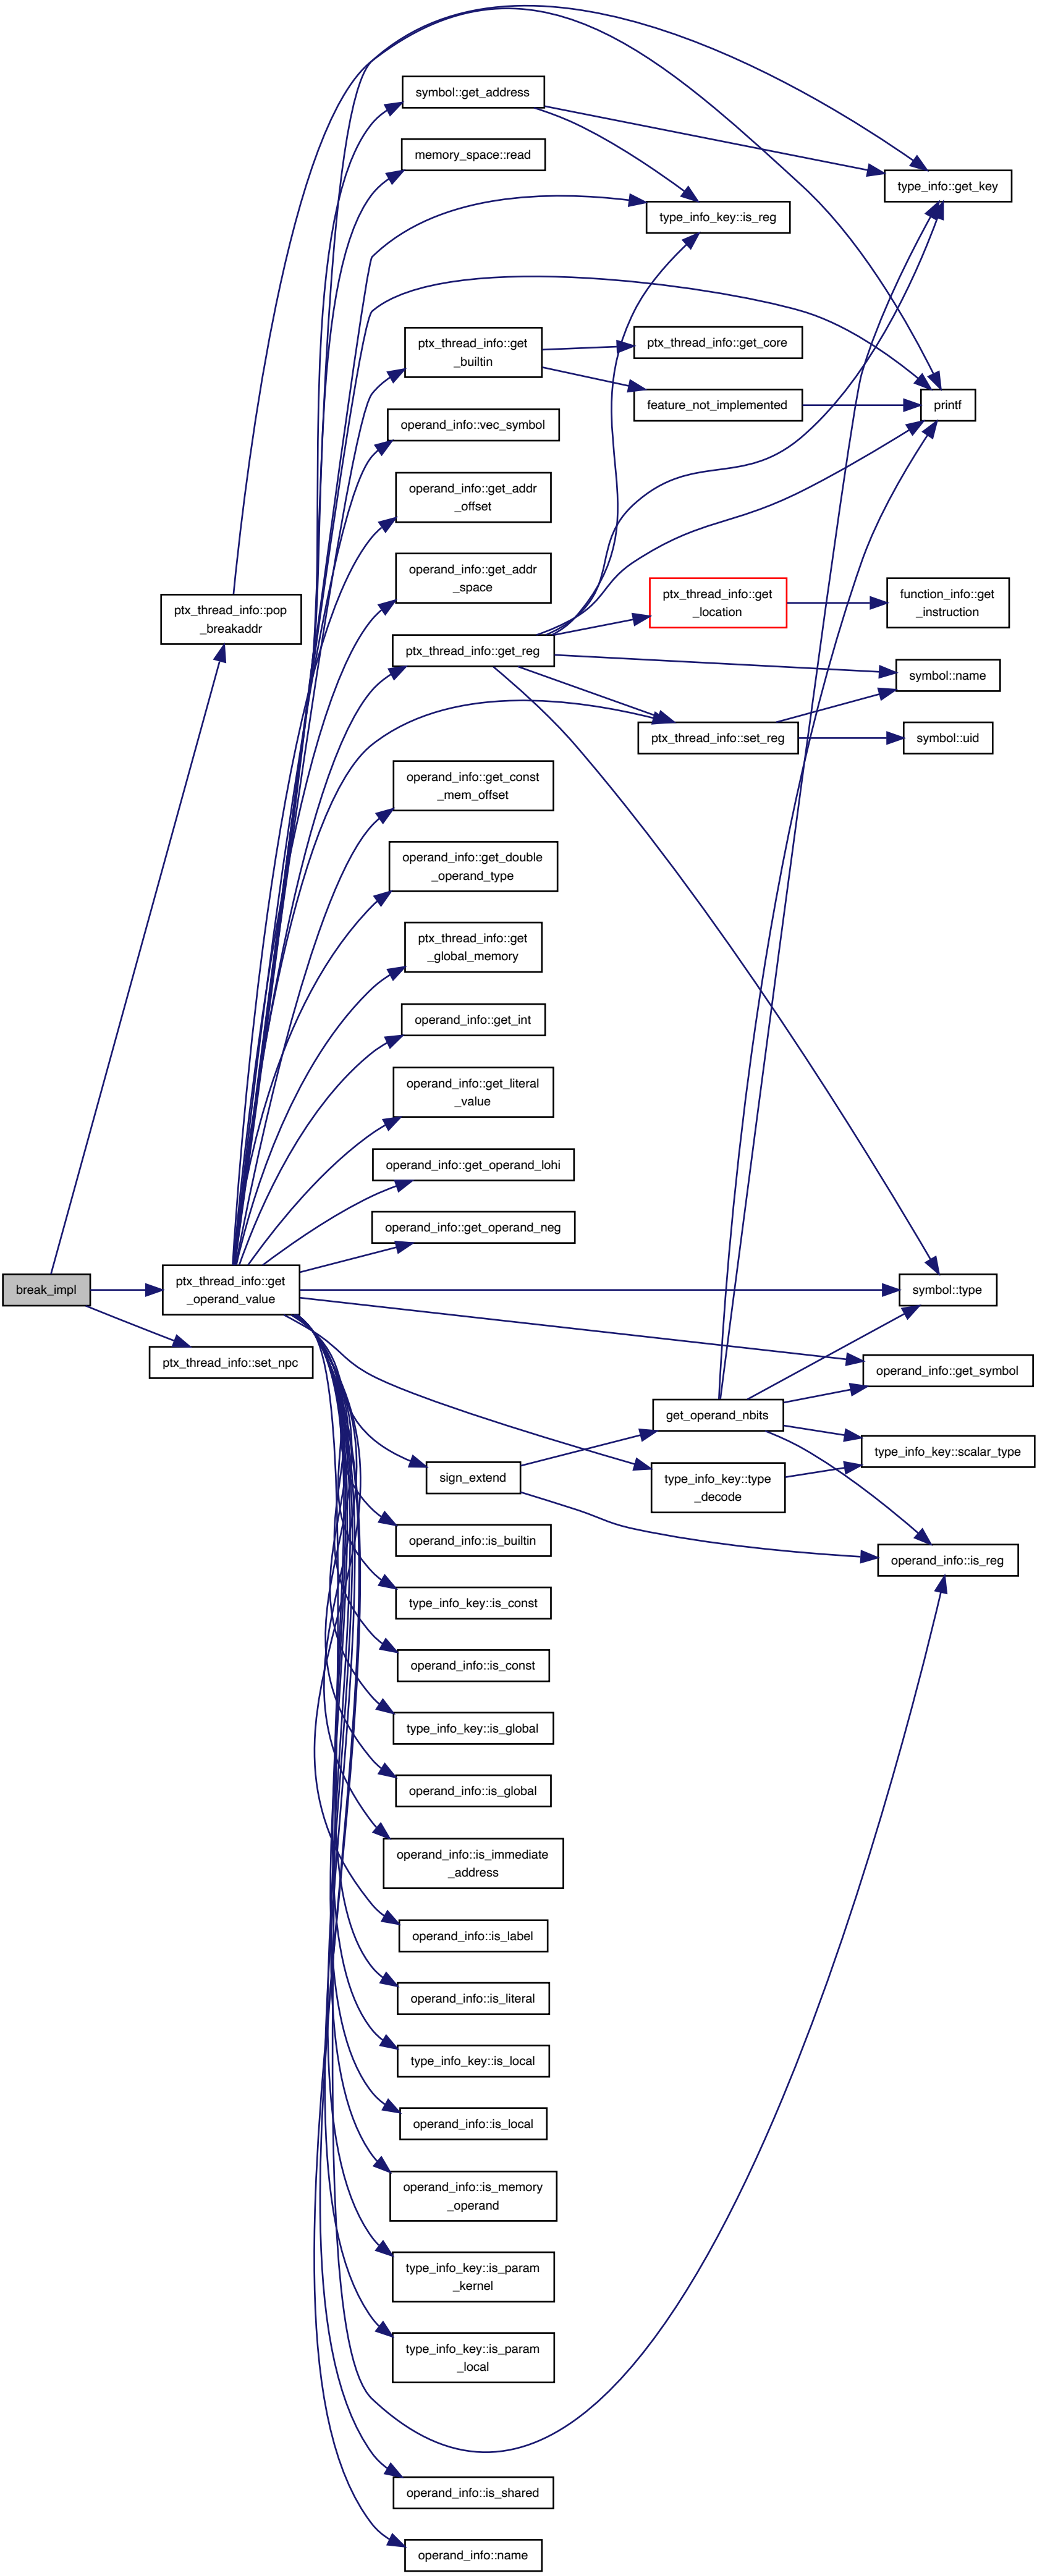 symbol::get_address
memory_space::read
type_info::get_key
type_info_key::is_reg
ptx_thread_info::get
_builtin
ptx_thread_info::get_core
feature_not_implemented
printf
operand_info::vec_symbol
operand_info::get_addr
_offset
operand_info::get_addr
_space
ptx_thread_info::pop
_breakaddr
ptx_thread_info::get
_location
function_info::get
_instruction
ptx_thread_info::get_reg
symbol::name
ptx_thread_info::set_reg
symbol::uid
operand_info::get_const
_mem_offset
operand_info::get_double
_operand_type
ptx_thread_info::get
_global_memory
operand_info::get_int
operand_info::get_literal
_value
operand_info::get_operand_lohi
operand_info::get_operand_neg
break_impl
ptx_thread_info::get
_operand_value
symbol::type
ptx_thread_info::set_npc
operand_info::get_symbol
get_operand_nbits
type_info_key::scalar_type
sign_extend
type_info_key::type
_decode
operand_info::is_builtin
operand_info::is_reg
type_info_key::is_const
operand_info::is_const
type_info_key::is_global
operand_info::is_global
operand_info::is_immediate
_address
operand_info::is_label
operand_info::is_literal
type_info_key::is_local
operand_info::is_local
operand_info::is_memory
_operand
type_info_key::is_param
_kernel
type_info_key::is_param
_local
operand_info::is_shared
operand_info::name